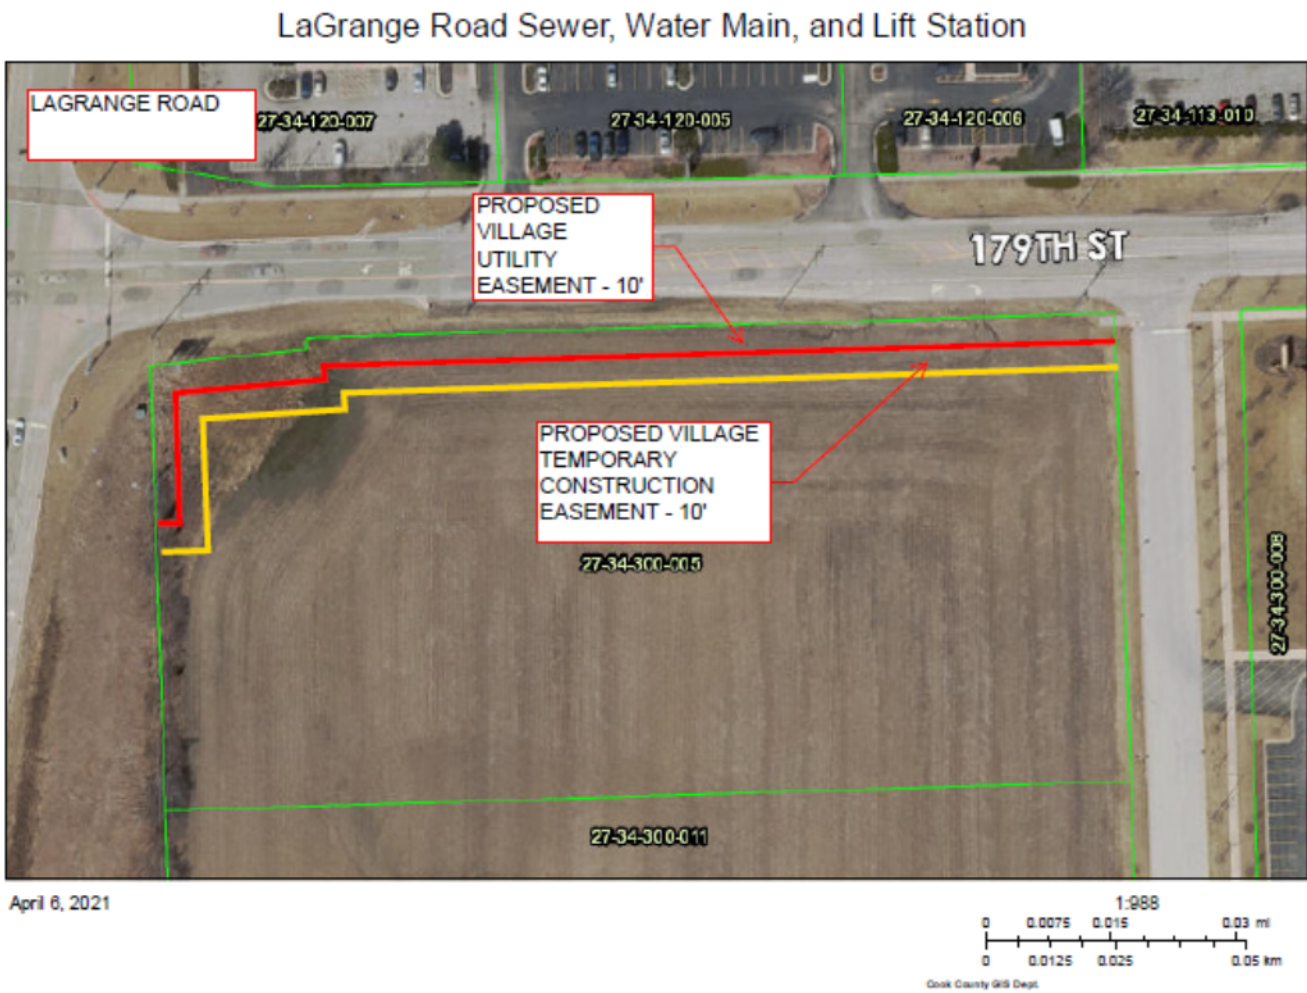 LaGrange Road Sewer, Water Main, and Lift Station
LAGRANGE ROAD
27-34-120-007
27-34-120-005
27-34-120-006
27-34-113-010
PROPOSED
VILLAGE
UTILITY
EASEMENT - 10'
179TH ST
PROPOSED VILLAGE
TEMPORARY
CONSTRUCTION
EASEMENT - 10'
27-34-300-005
27-34-300-008
27-34-300-011
April 6, 2021
1:988
0 0.0075 0.015 0.03 mi
0 0.0125 0.025 0.05 km
Cook County GIS Dept.